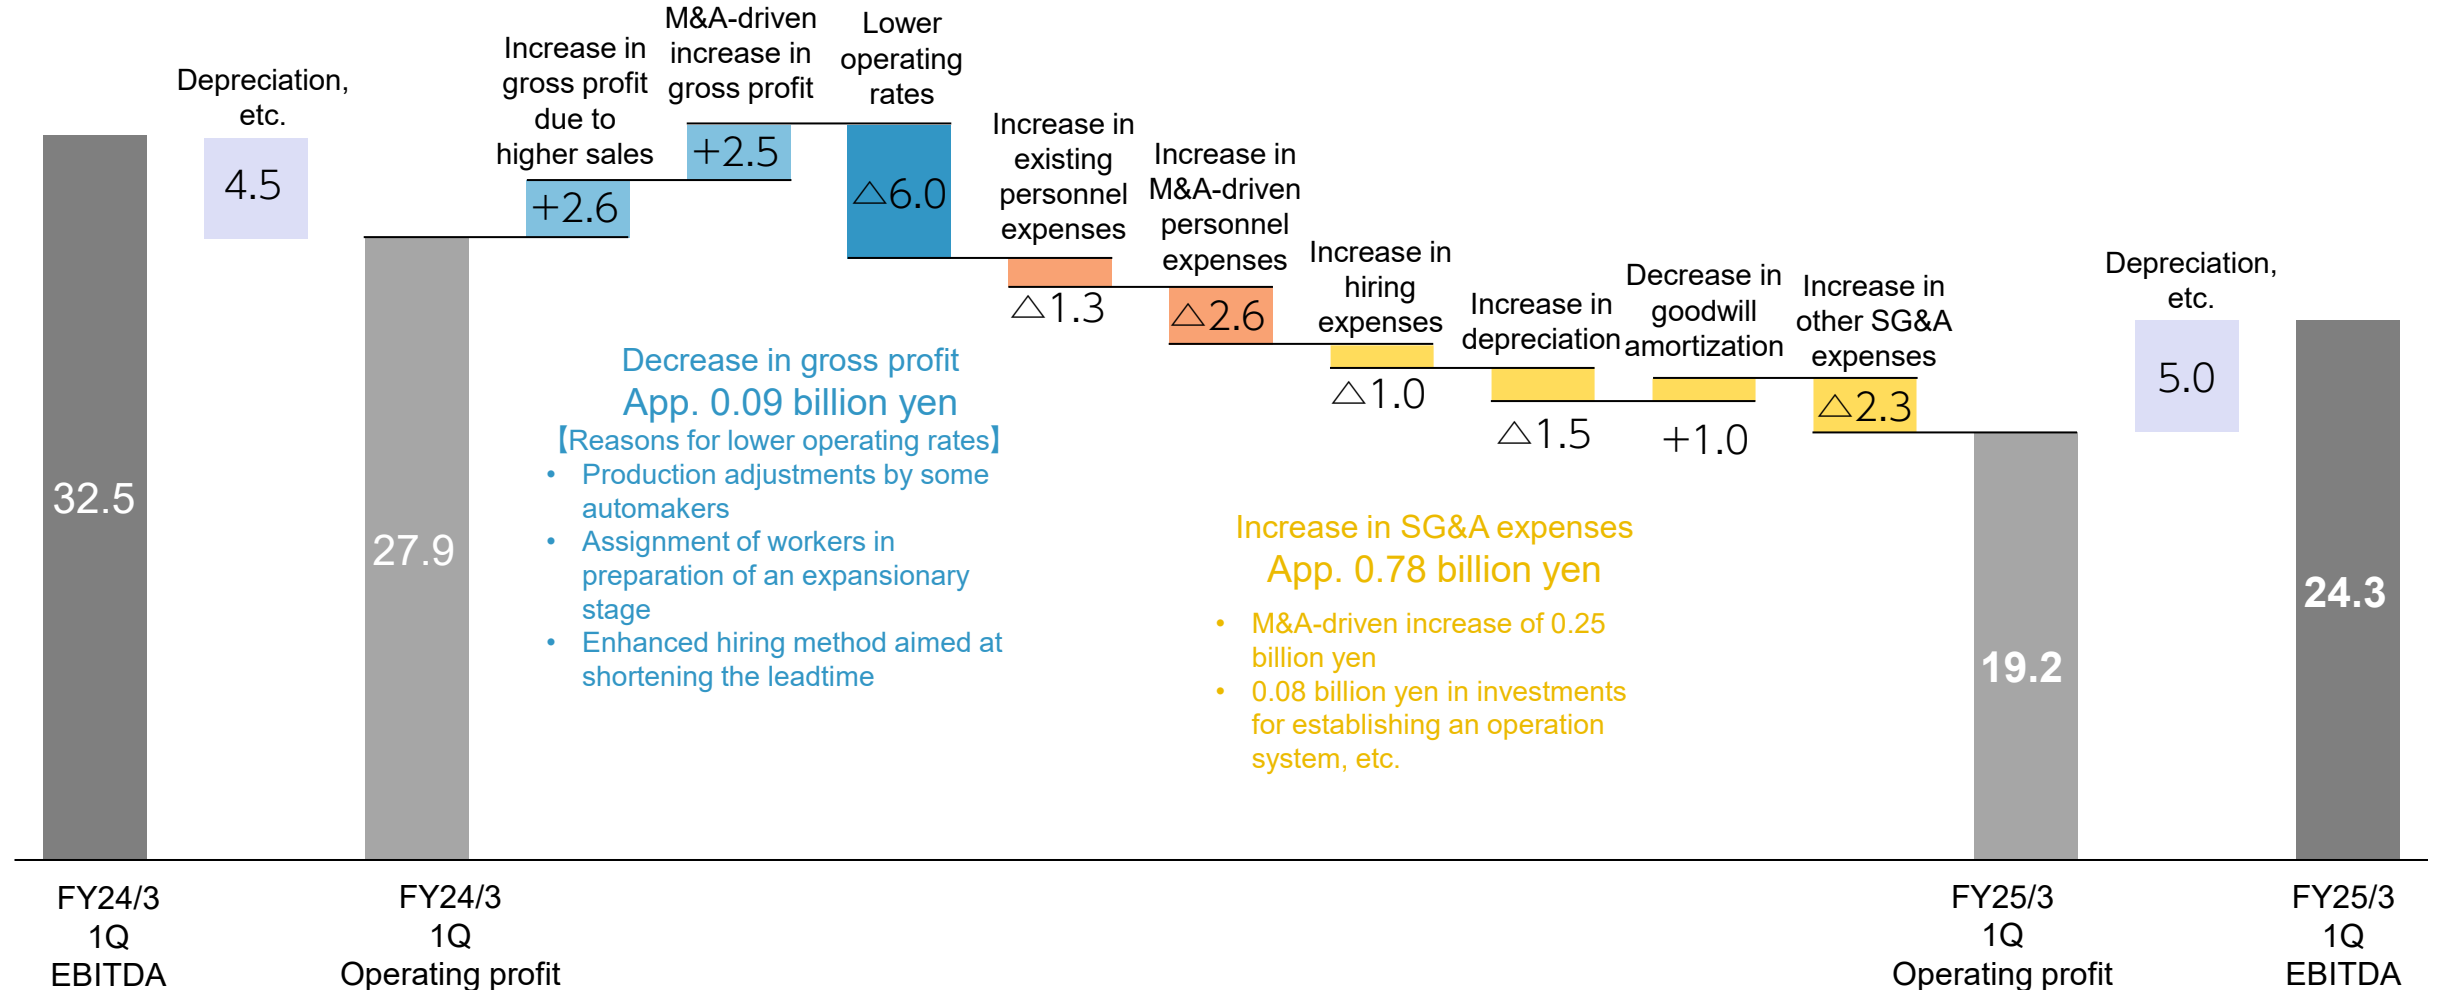 Depreciation,
etc.
4.5
32.5
27.9
Increase in
gross profit
due to
higher sales
+2.6
M&A-driven
increase in
gross profit
+2.5
Lower
operating
rates
△6.0
Increase in
existing
personnel
expenses
△1.3
Increase in
M&A-driven
personnel
expenses
△2.6
Increase in
hiring
expenses
△1.0
Increase in
depreciation
△1.5
Decrease in
goodwill
amortization
+1.0
Increase in
other SG&A
expenses
△2.3
Depreciation,
etc.
5.0
19.2
24.3
Decrease in gross profit
App. 0.09 billion yen
【Reasons for lower operating rates】
• Production adjustments by some
automakers
• Assignment of workers in
preparation of an expansionary
stage
• Enhanced hiring method aimed at
shortening the leadtime
Increase in SG&A expenses
App. 0.78 billion yen
• M&A-driven increase of 0.25
billion yen
• 0.08 billion yen in investments
for establishing an operation
system, etc.
FY24/3
1Q
EBITDA
FY24/3
1Q
Operating profit
FY25/3
1Q
Operating profit
FY25/3
1Q
EBITDA